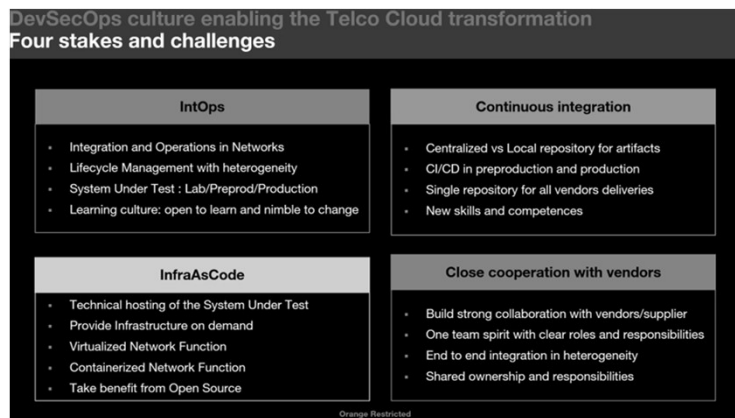 DevSecOps culture enabling the Telco Cloud transformation
Four stakes and challenges
IntOps
Integration and Operations in Networks
Lifecycle Management with heterogeneity
System Under Test : Lab/Preprod/Production
Learning culture: open to learn and nimble to change
Continuous integration
Centralized vs Local repository for artifacts
CI/CD in preproduction and production
Single repository for all vendors deliveries
New skills and competences
InfraAsCode
Technical hosting of the System Under Test
Provide Infrastructure on demand
Virtualized Network Function
Containerized Network Function
Take benefit from Open Source
Close cooperation with vendors
Build strong collaboration with vendors/supplier
One team spirit with clear roles and responsibilities
End to end integration in heterogeneity
Shared ownership and responsibilities
Orange Restricted